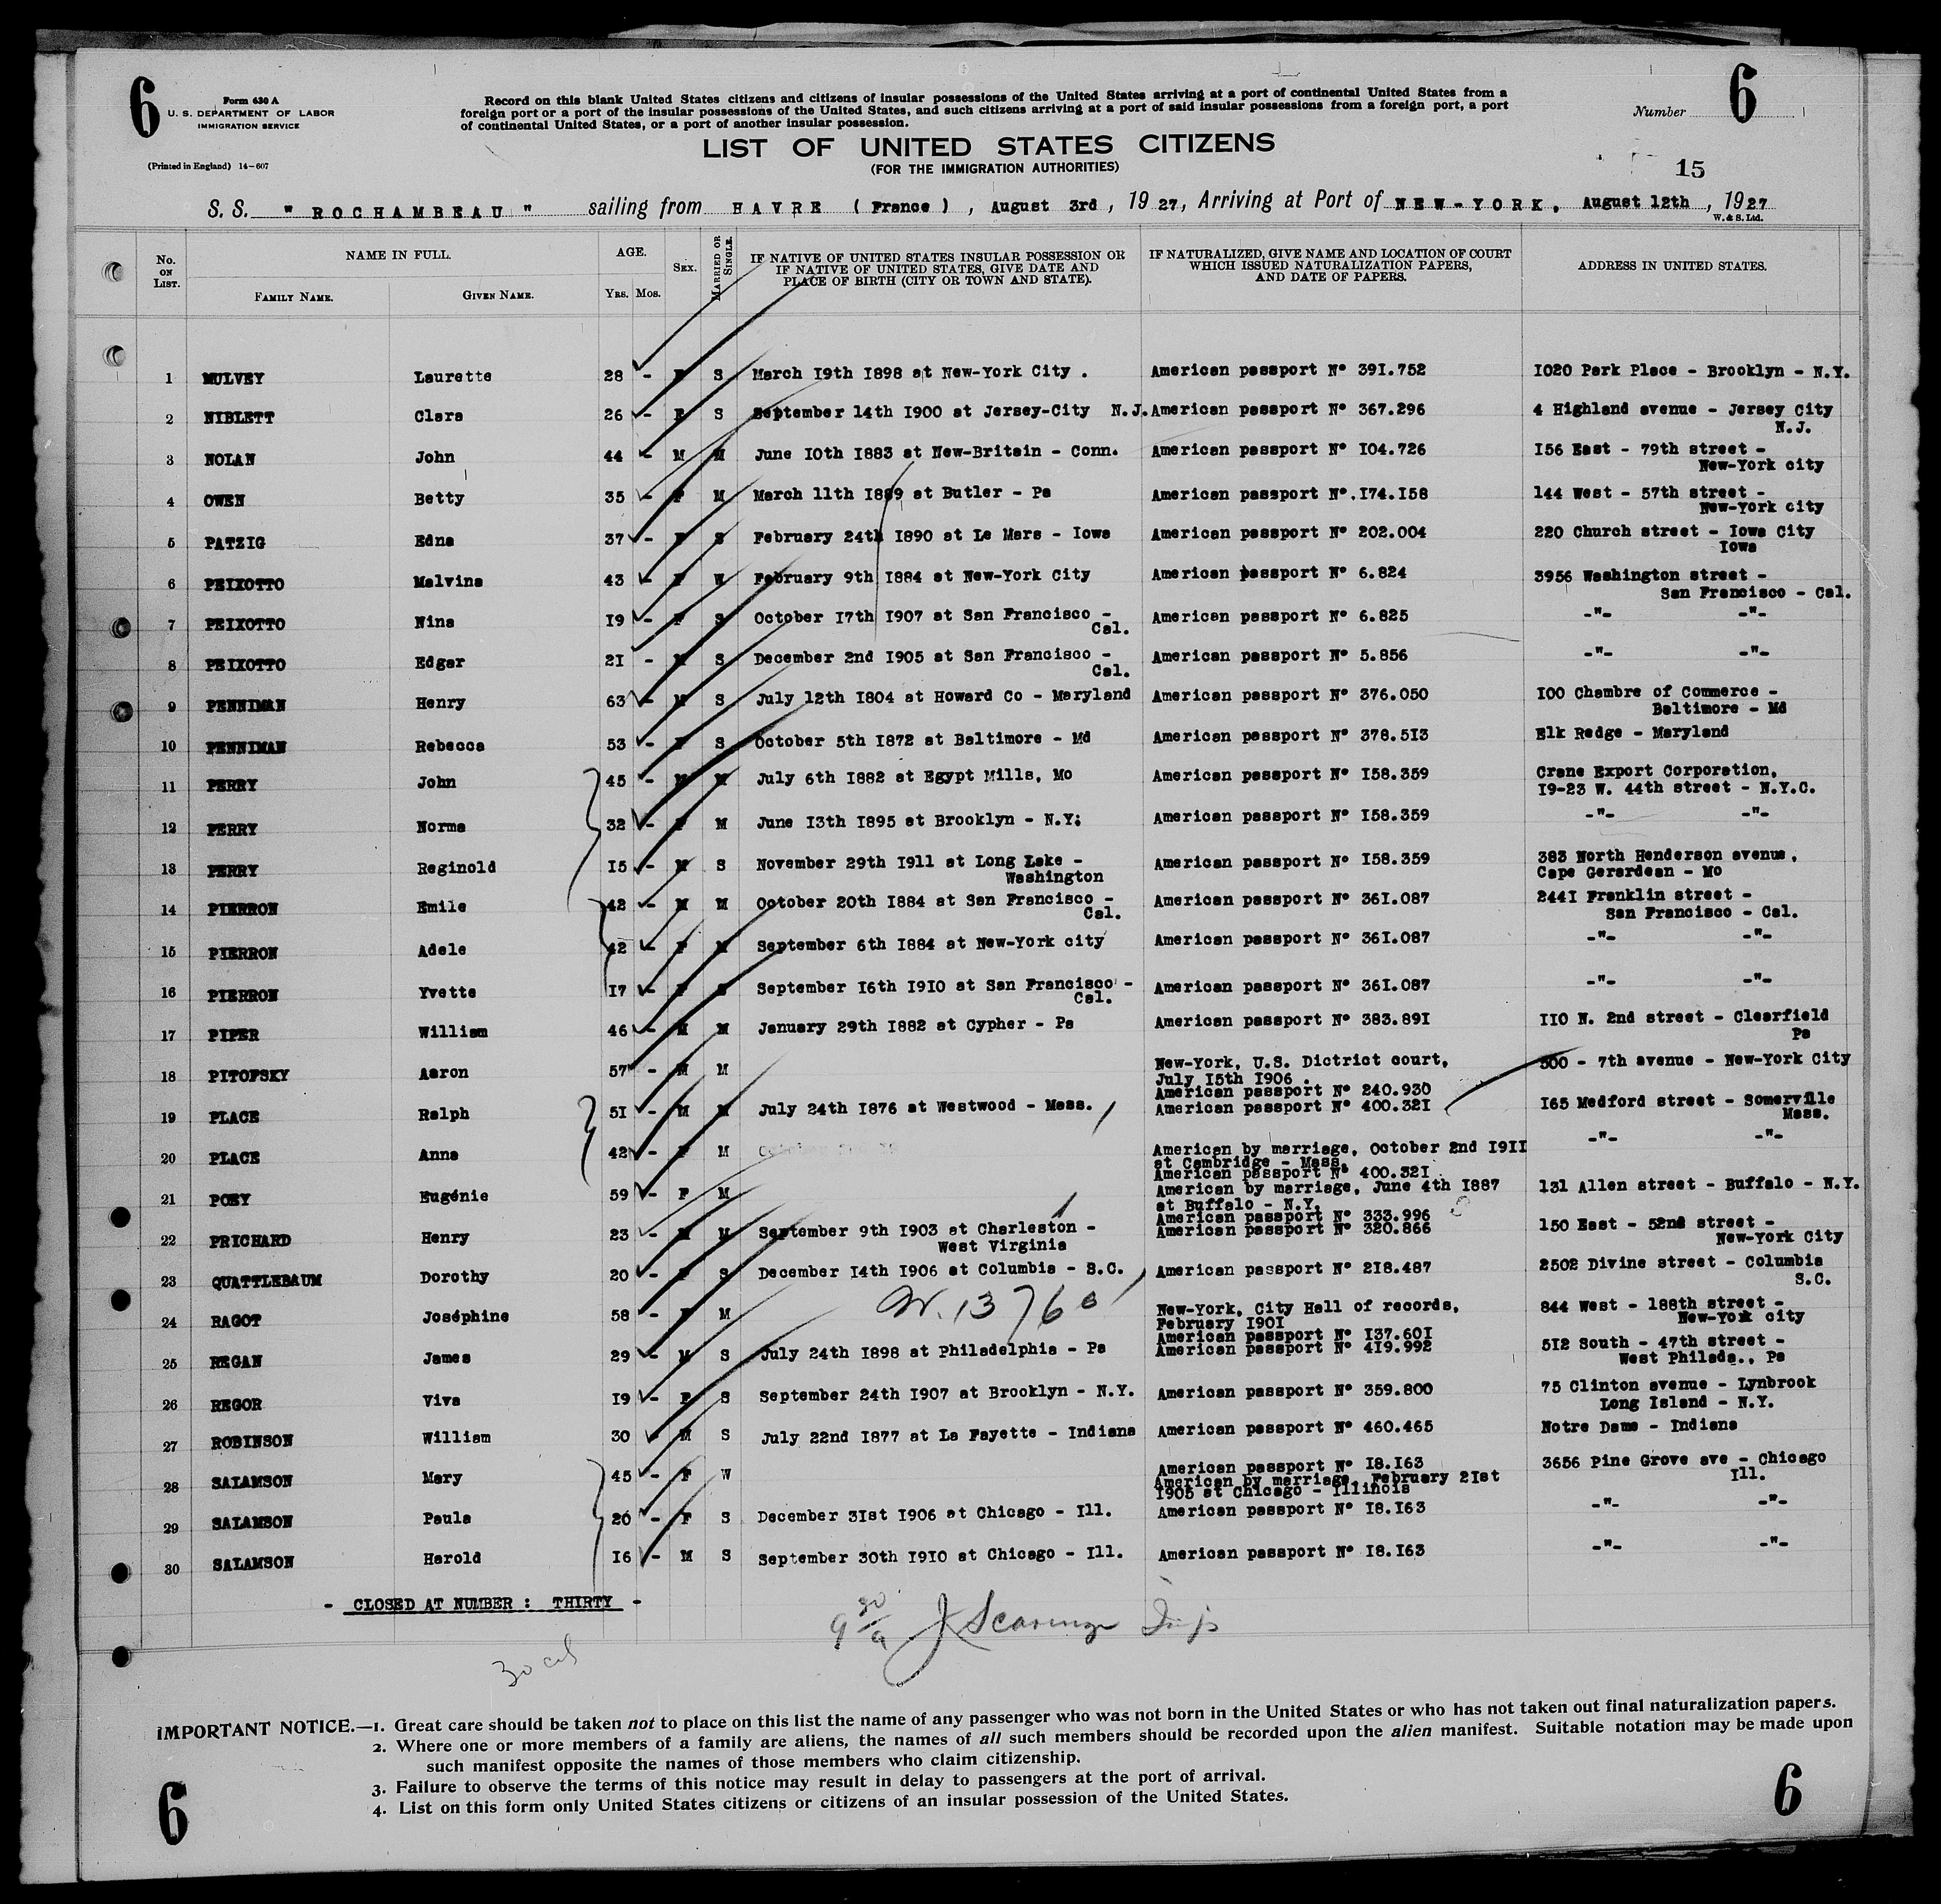 6
6
Form 630 A
U. S. DEPARTMENT OF LABOR
IMMIGRATION SERVICE
(Printed in England) 14-607
Record on this blank United States citizens and citizens of insular possessions of the United States arriving at a port of continental United States from a
foreign port or a port of the insular possessions of the United States, and such citizens arriving at a port of said insular possessions from a foreign port, a port
of continental United States, or a port of another insular possession.
Number
LIST OF UNITED STATES CITIZENS
(FOR THE IMMIGRATION AUTHORITIES)
15
S. S. " ROCHAMBEAU " sailing from HAVRE ( France ) , August 3rd , 1927, Arriving at Port of NEW-YORK. August 12th , 1927
W. & S. Ltd.
No. ON LIST. NAME IN FULL. AGE. SEX. MARRIED OR SINGLE. IF NATIVE OF UNITED STATES INSULAR POSSESSION OR IF NATIVE OF UNITED STATES, GIVE DATE AND PLACE OF BIRTH (CITY OR TOWN AND STATE). IF NATURALIZED, GIVE NAME AND LOCATION OF COURT WHICH ISSUED NATURALIZATION PAPERS, AND DATE OF PAPERS. ADDRESS IN UNITED STATES.
FAMILY NAME. GIVEN NAME. YRS. MOS.
1 MULVEY Laurette 28 - F S March 19th 1898 at New-York City . American passport N° 391.752 1020 Park Place - Brooklyn - N.Y.
2 NIBLETT Clara 26 - F S September 14th 1900 at Jersey-City N.J. American passport N° 367.296 4 Highland avenue - Jersey City
N.J.
3 NOLAN John 44 - M M June 10th 1883 at New-Britain - Conn. American passport N° 104.726 156 East - 79th street -
New-York city
4 OWEN Betty 35 - F M March 11th 1889 at Butler - Pa American passport N°.174.158 144 West - 57th street -
New-York city
5 PATZIG Edna 37 - F S February 24th 1890 at Le Mars - Iowa American passport N° 202.004 220 Church street - Iowa City
Iowa
6 PEIXOTTO Malvina 43 - F W February 9th 1884 at New-York City American passport N° 6.824 3956 Washington street -
San Francisco - Cal.
7 PEIXOTTO Nina 19 - F S October 17th 1907 at San Francisco - American passport N° 6.825 -"- -"-
Cal.
8 PEIXOTTO Edgar 21 - M S December 2nd 1905 at San Francisco - American passport N° 5.856 -"- -"-
Cal.
9 PENNIMAN Henry 63 - M S July 12th 1804 at Howard Co - Maryland American passport N° 376.050 100 Chambre of Commerce -
Baltimore - Md
10 PENNIMAN Rebecca 53 - F S October 5th 1872 at Baltimore - Md American passport N° 378.513 Elk Redge - Maryland
11 PERRY John 45 - M M July 6th 1882 at Egypt Mills, Mo American passport N° 158.359 Crane Export Corporation,
19-23 W. 44th street - N.Y.C.
12 PERRY Norma 32 - F M June 13th 1895 at Brooklyn - N.Y; American passport N° 158.359 -"- -"-
13 PERRY Reginold 15 - M S November 29th 1911 at Long Lake - American passport N° 158.359 383 North Henderson avenue,
Washington Cape Gerardean - Mo
14 PIERRON Emile 42 - M M October 20th 1884 at San Francisco - American passport N° 361.087 2441 Franklin street -
Cal. San Francisco - Cal.
15 PIERRON Adele 42 - F M September 6th 1884 at New-York city American passport N° 361.087 -"- -"-
16 PIERRON Yvette 17 - F S September 16th 1910 at San Francisco - American passport N° 361.087 -"- -"-
Cal.
17 PIPER William 46 - M M January 29th 1882 at Cypher - Pa American passport N° 383.891 110 N. 2nd street - Clearfield
Pa
18 PITOFSKY Aaron 57 - M M New-York, U.S. Dictrict court, 500 - 7th avenue - New-York City
July 15th 1906 .
American passport N° 240.930
19 PLACE Ralph 51 - M M July 24th 1876 at Westwood - Mass. American passport N° 400.321 165 Medford street - Somerville
Mass.
20 PLACE Anna 42 - F M American by marriage, October 2nd 1911 -"- -"-
at Cambridge - Mass.
American passport N° 400.321
21 POEY Eugénie 59 - F M American by marriage, June 4th 1887 131 Allen street - Buffalo - N.Y.
at Buffalo - N.Y.
American passport N° 333.996
22 PRICHARD Henry 23 - M M September 9th 1903 at Charleston - American passport N° 320.866 150 East - 52nd street -
West Virginia New-York City
23 QUATTLEBAUM Dorothy 20 - F S December 14th 1906 at Columbia - S.C. American passport N° 218.487 2502 Divine street - Columbia
S.C.
24 RAGOT Joséphine 58 - F M 1376 New-York, City Hall of records, 844 West - 188th street -
February 1901 New-York city
American passport N° 137.601
25 REGAN James 29 - M S July 24th 1898 at Philadelphia - Pa American passport N° 419.992 512 South - 47th street -
West Philada., Pa
26 REGOR Viva 19 - F S September 24th 1907 at Brooklyn - N.Y. American passport N° 359.800 75 Clinton avenue - Lynbrook
Long Island - N.Y.
27 ROBINSON William 30 M S July 22nd 1877 at La Fayette - Indiana American passport N° 460.465 Notre Dame - Indiana
28 SALAMSON Mary 45 - F W American passport N° 18.163 3656 Pine Grove ave - Chicago
American by marriage, February 21st Ill.
1905 at Chicago - Illinois
29 SALAMSON Paula 20 - F S December 31st 1906 at Chicago - Ill. American passport N° 18.163 -"- -"-
30 SALAMSON Harold 16 - M S September 30th 1910 at Chicago - Ill. American passport N° 18.163 -"- -"-
- CLOSED AT NUMBER : THIRTY -
IMPORTANT NOTICE.—1. Great care should be taken not to place on this list the name of any passenger who was not born in the United States or who has not taken out final naturalization papers.
2. Where one or more members of a family are aliens, the names of all such members should be recorded upon the alien manifest. Suitable notation may be made upon
such manifest opposite the names of those members who claim citizenship.
3. Failure to observe the terms of this notice may result in delay to passengers at the port of arrival.
4. List on this form only United States citizens or citizens of an insular possession of the United States.
6
6